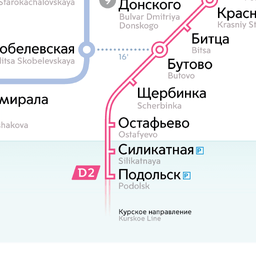 Starokachalovskaya
Донского
Bulvar Dmitriya
Donskogo
Красн
Krasniy St
Битца
Bitsa
обелевская
litsa Skobelevskaya
16'
Бутово
Butovo
Щербинка
Scherbinka
мирала
hakova
Остафьево
Ostafyevo
Силикатная P
Silikatnaya
D2
Подольск P
Podolsk
Курское направление
Kurskoe Line